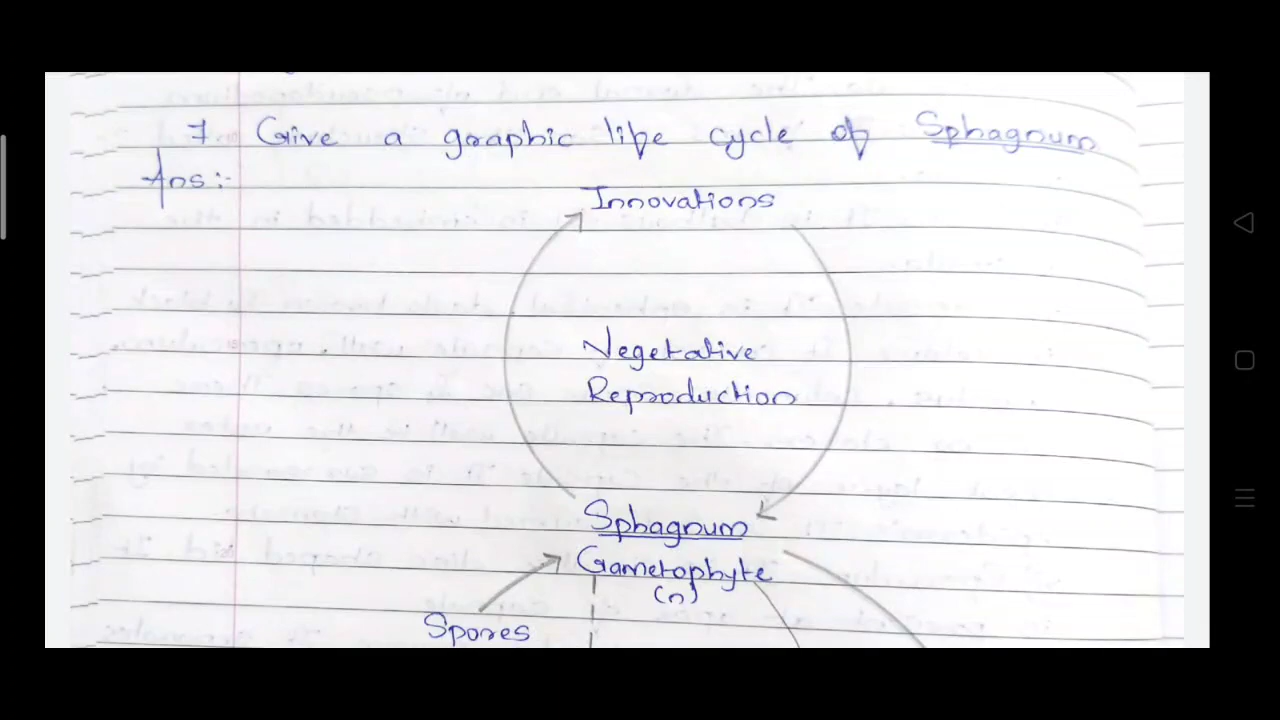 7 Give a graphic life cycle of Sphagnum
Ans:-
Innovations
Vegetative
Reproduction
Sphagnum
Gametophyte
(n)
Spores